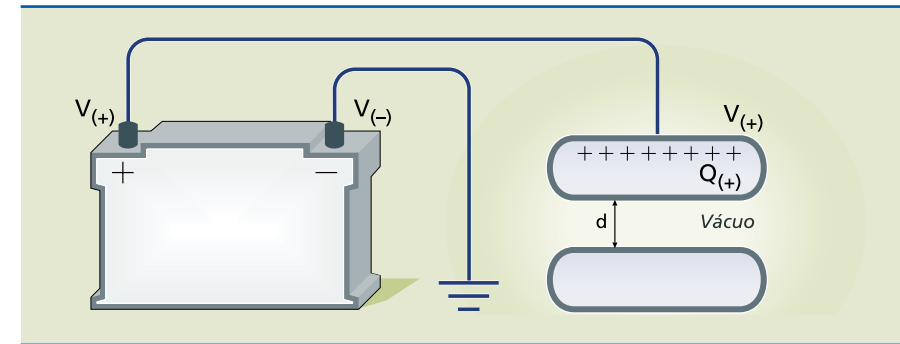 V(+)
V(–)
+
–
V(+)
+ + + + + + + +
Q(+)
d
Vácuo